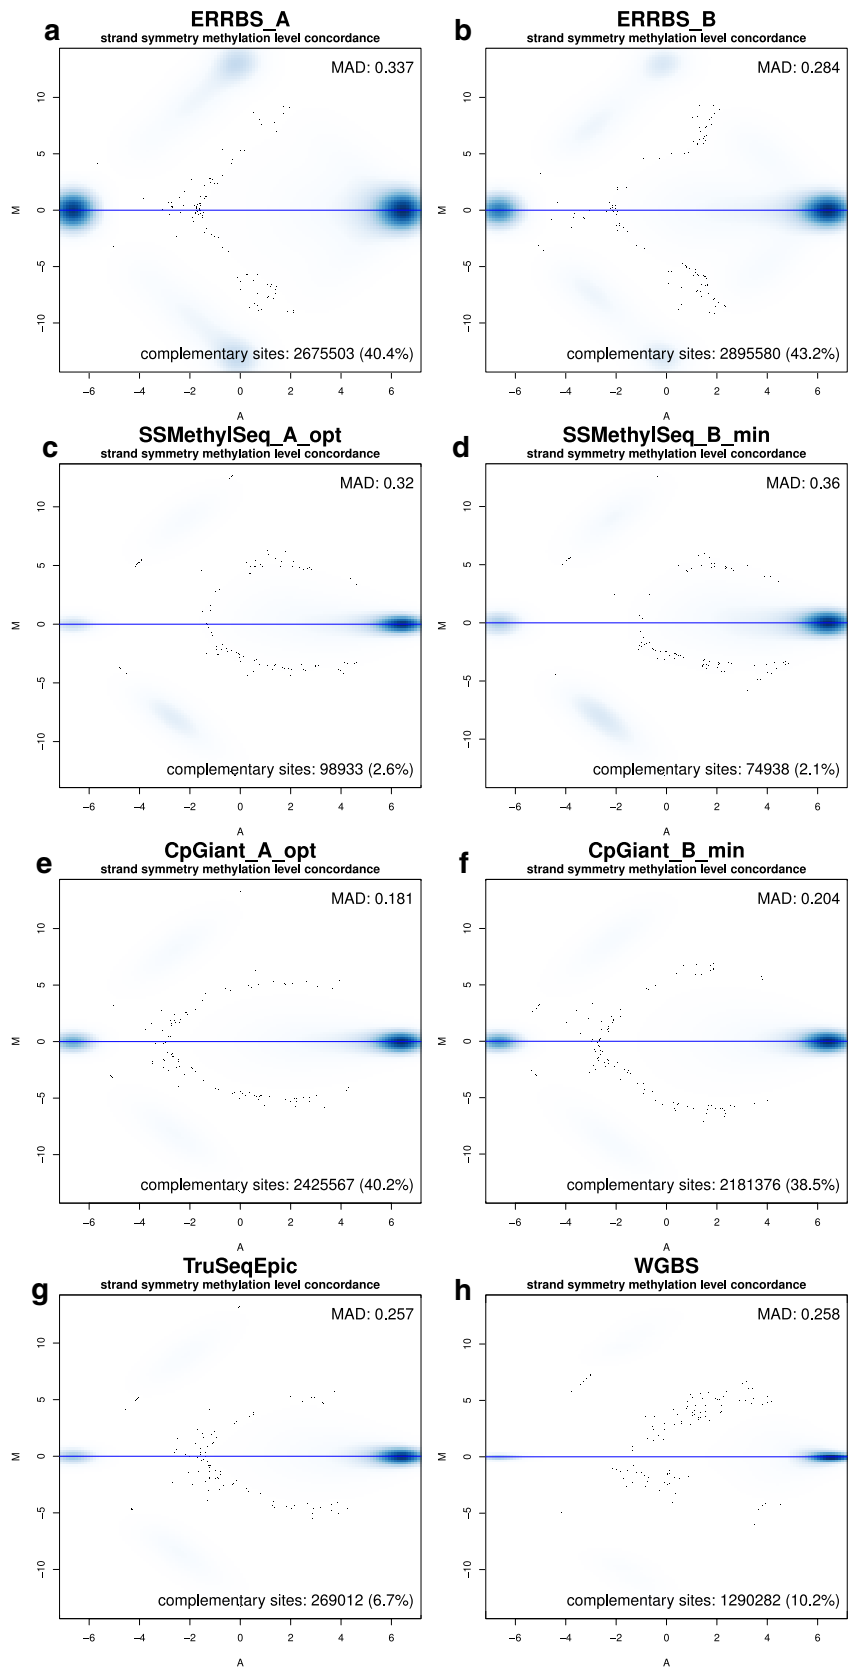 a ERRBS_A
strand symmetry methylation level concordance
MAD: 0.337
10
5
0
−5
−10
M
complementary sites: 2675503 (40.4%)
−6 −4 −2 0 2 4 6
A
b ERRBS_B
strand symmetry methylation level concordance
MAD: 0.284
10
5
0
−5
−10
M
complementary sites: 2895580 (43.2%)
−6 −4 −2 0 2 4 6
A
c SSMethylSeq_A_opt
strand symmetry methylation level concordance
MAD: 0.32
10
5
0
−5
−10
M
complementary sites: 98933 (2.6%)
−6 −4 −2 0 2 4 6
A
d SSMethylSeq_B_min
strand symmetry methylation level concordance
MAD: 0.36
10
5
0
−5
−10
M
complementary sites: 74938 (2.1%)
−6 −4 −2 0 2 4 6
A
e CpGiant_A_opt
strand symmetry methylation level concordance
MAD: 0.181
10
5
0
−5
−10
M
complementary sites: 2425567 (40.2%)
−6 −4 −2 0 2 4 6
A
f CpGiant_B_min
strand symmetry methylation level concordance
MAD: 0.204
10
5
0
−5
−10
M
complementary sites: 2181376 (38.5%)
−6 −4 −2 0 2 4 6
A
g TruSeqEpic
strand symmetry methylation level concordance
MAD: 0.257
10
5
0
−5
−10
M
complementary sites: 269012 (6.7%)
−6 −4 −2 0 2 4 6
A
h WGBS
strand symmetry methylation level concordance
MAD: 0.258
10
5
0
−5
−10
M
complementary sites: 1290282 (10.2%)
−6 −4 −2 0 2 4 6
A